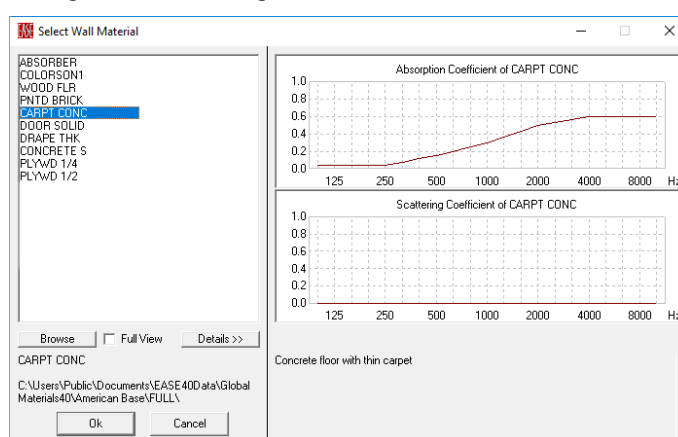 Select Wall Material
ABSORBER
COLORSON1
WOOD FLR
PNTD BRICK
CARPT CONC
DOOR SOLID
DRAPE THK
CONCRETE S
PLYWD 1/4
PLYWD 1/2
Browse
Full View
Details >>
CARPT CONC
C:\Users\Public\Documents\EASE40Data\Global
Materials40\American Base\FULL\
Ok
Cancel
Absorption Coefficient of CARPT CONC
1.0
0.8
0.6
0.4
0.2
0.0
125 250 500 1000 2000 4000 8000 Hz
Scattering Coefficient of CARPT CONC
1.0
0.8
0.6
0.4
0.2
0.0
125 250 500 1000 2000 4000 8000 Hz
Concrete floor with thin carpet